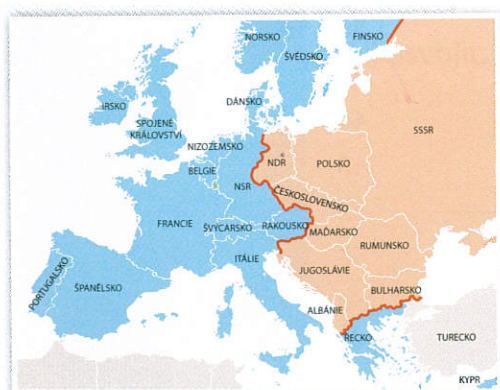 NORSKO
FINSKO
ŠVÉDSKO
DÁNSKO
IRSKO
SPOJENÉ
KRÁLOVSTVÍ
SSSR
NIZOZEMSKO
NDR
POLSKO
BELGIE
NSR
ČESKOSLOVENSKO
FRANCIE
ŠVÝCARSKO
RAKOUSKO
MAĎARSKO
RUMUNSKO
ITÁLIE
JUGOSLÁVIE
PORTUGALSKO
ŠPANĚLSKO
BULHARSKO
ALBÁNIE
ŘECKO
TURECKO
KYPR